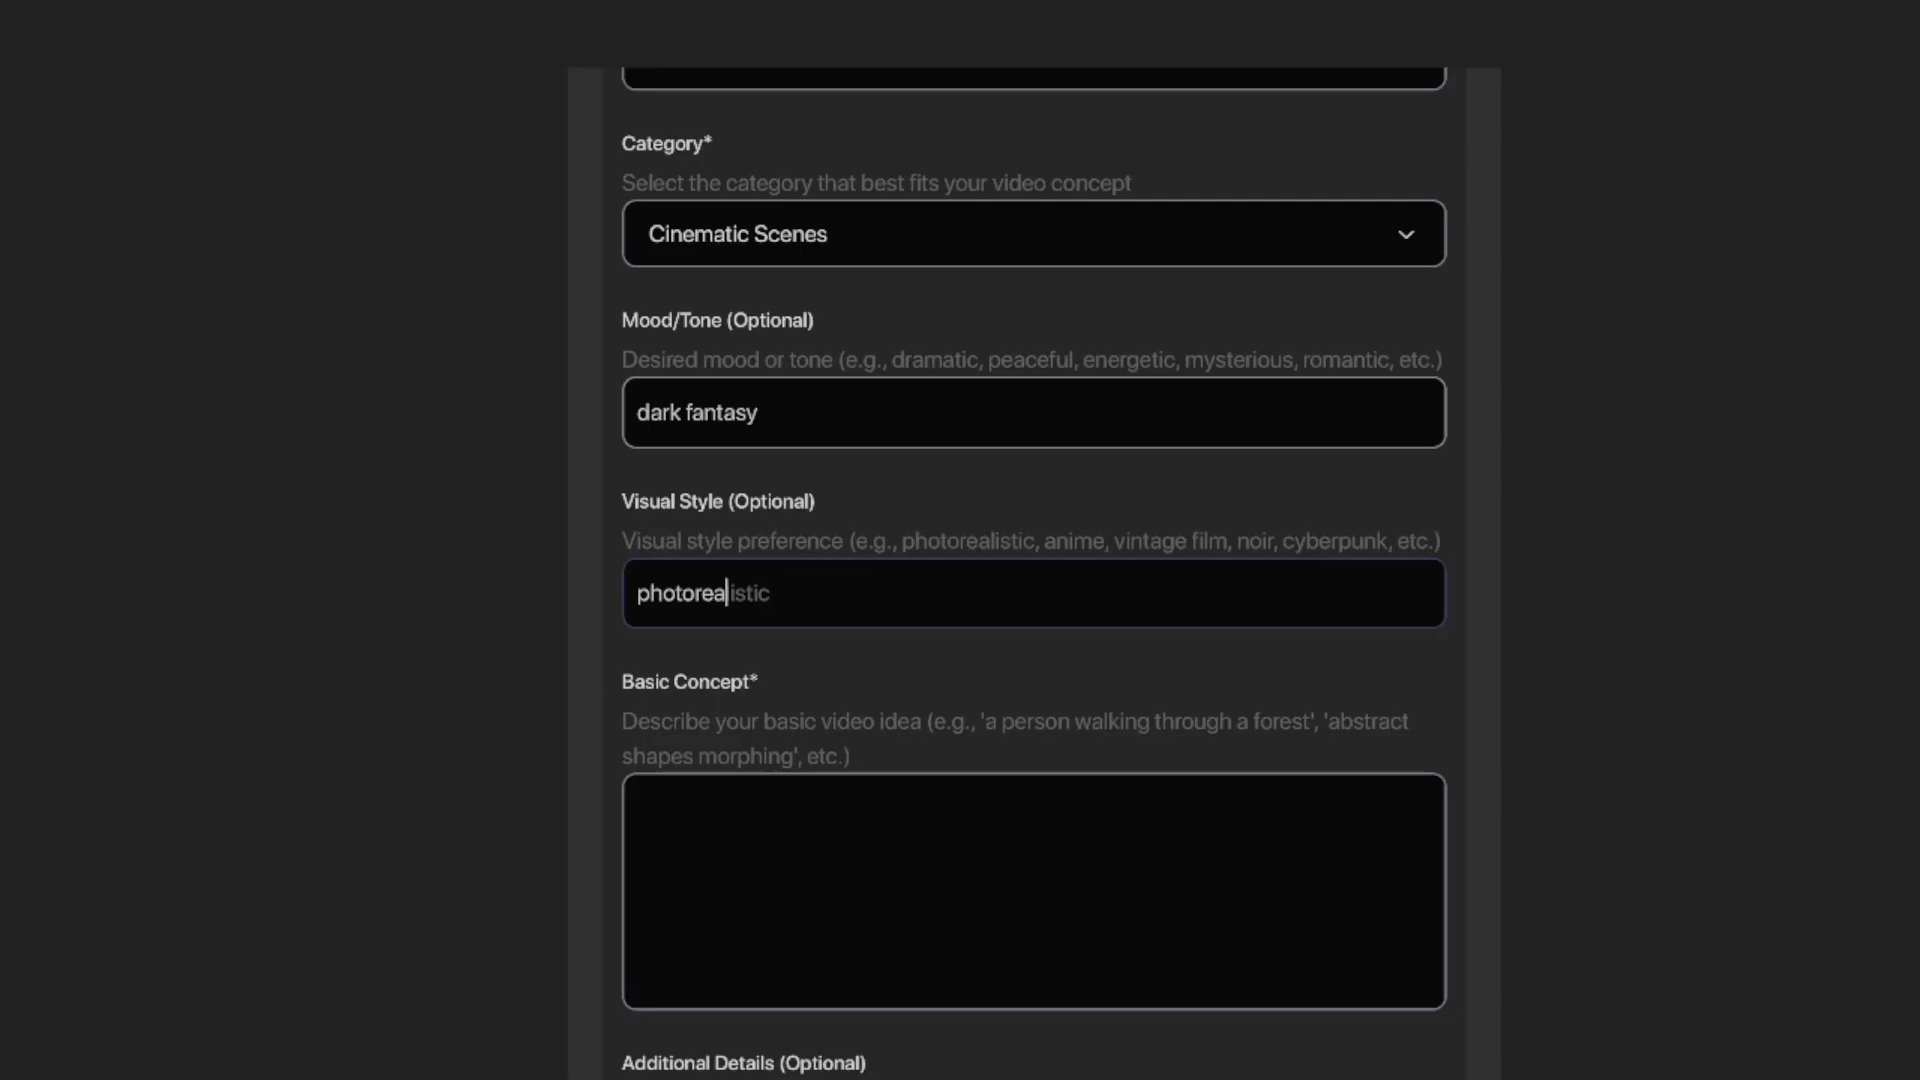 Category*
Select the category that best fits your video concept
Cinematic Scenes
Mood/Tone (Optional)
Desired mood or tone (e.g., dramatic, peaceful, energetic, mysterious, romantic, etc.)
dark fantasy
Visual Style (Optional)
Visual style preference (e.g., photorealistic, anime, vintage film, noir, cyberpunk, etc.)
photorealistic
Basic Concept*
Describe your basic video idea (e.g., 'a person walking through a forest', 'abstract
shapes morphing', etc.)
Additional Details (Optional)